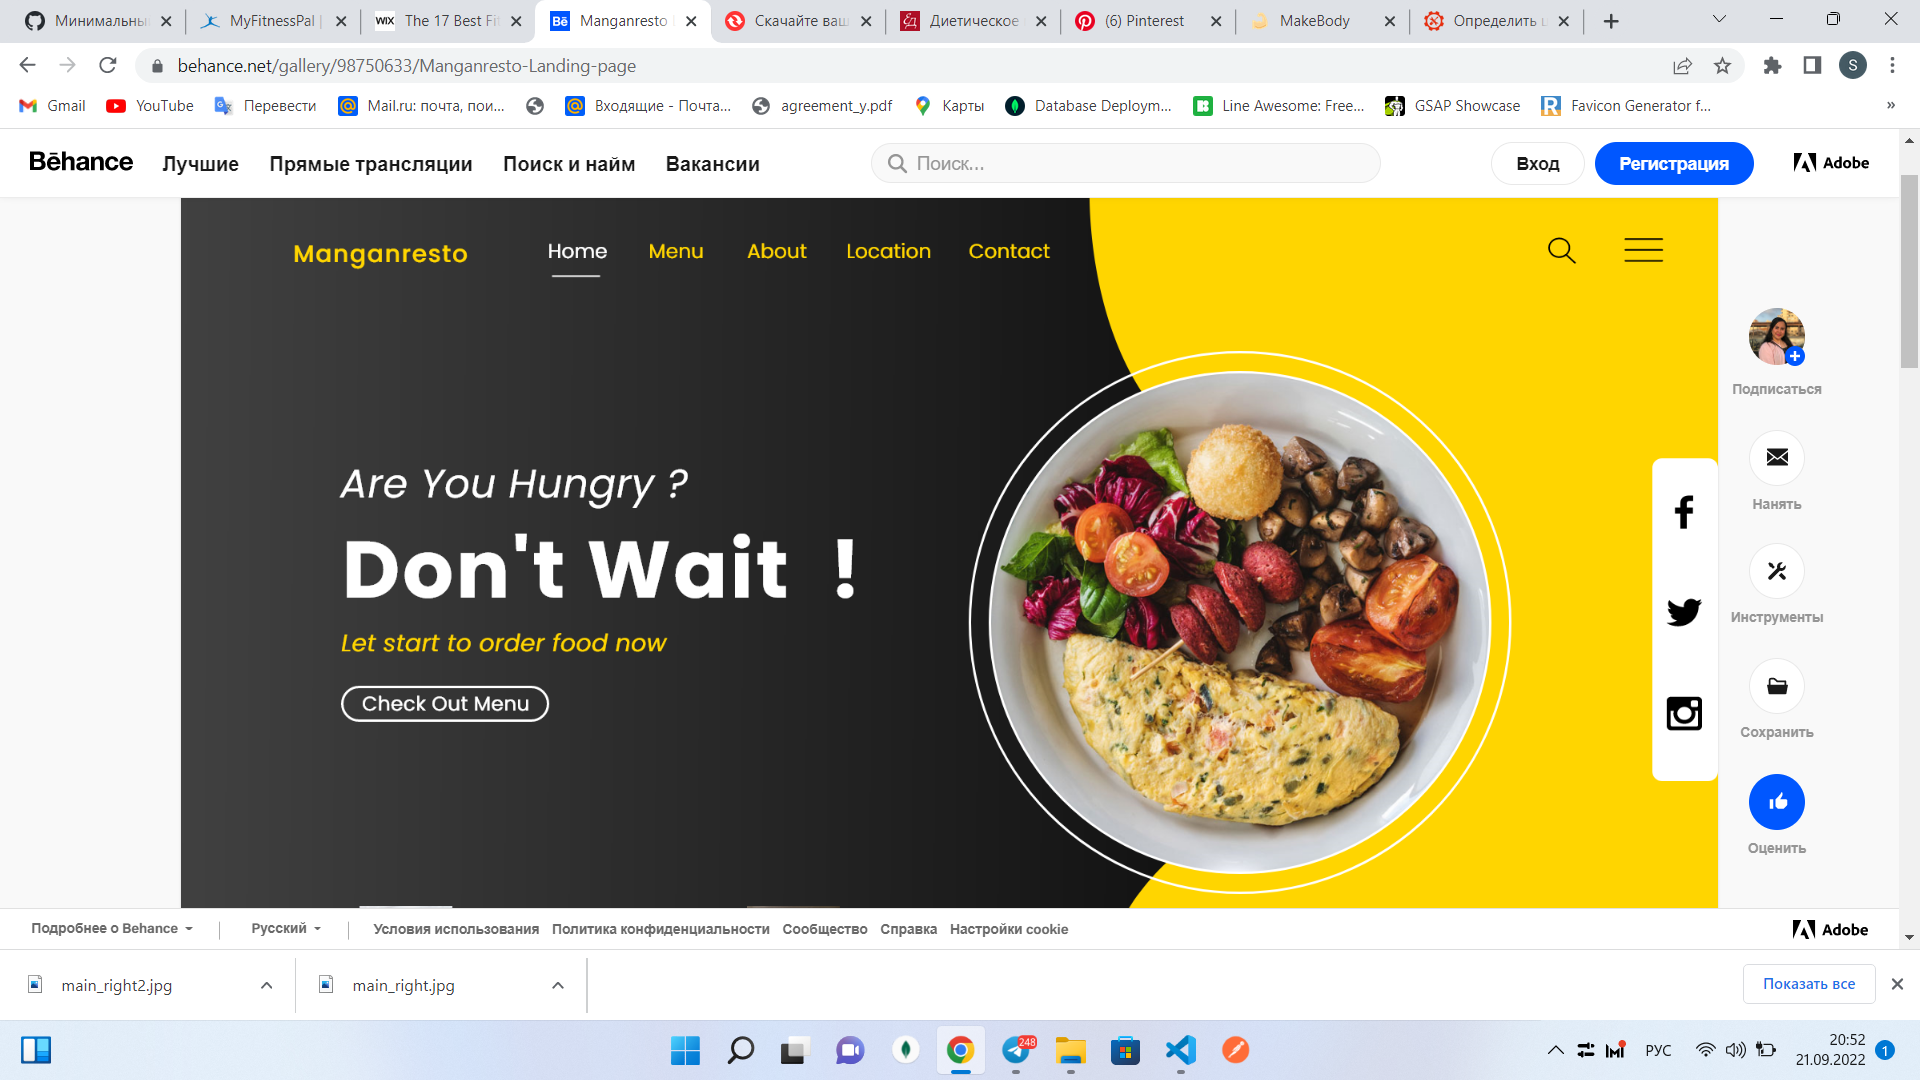 Минимальны
MyFitnessPal |
WIX The 17 Best Fit
Bē Manganresto
Скачайте ваш
Ед Диетическое
(6) Pinterest
MakeBody
Определить ц
behance.net/gallery/98750633/Manganresto-Landing-page
S
Gmail
YouTube
Перевести
Mail.ru: почта, пои...
Входящие - Почта...
agreement_y.pdf
Карты
Database Deploym...
Line Awesome: Free...
GSAP Showcase
Favicon Generator f...
»
Bēhance
Лучшие
Прямые трансляции
Поиск и найм
Вакансии
Поиск...
Вход
Регистрация
Adobe
Manganresto
Home
Menu
About
Location
Contact
Are You Hungry ?
Don't Wait !
Let start to order food now
Check Out Menu
Подписаться
Нанять
Инструменты
Сохранить
Оценить
Подробнее о Behance
Русский
Условия использования
Политика конфиденциальности
Сообщество
Справка
Настройки cookie
Adobe
main_right2.jpg
main_right.jpg
Показать все
248
РУС
20:52
21.09.2022
1